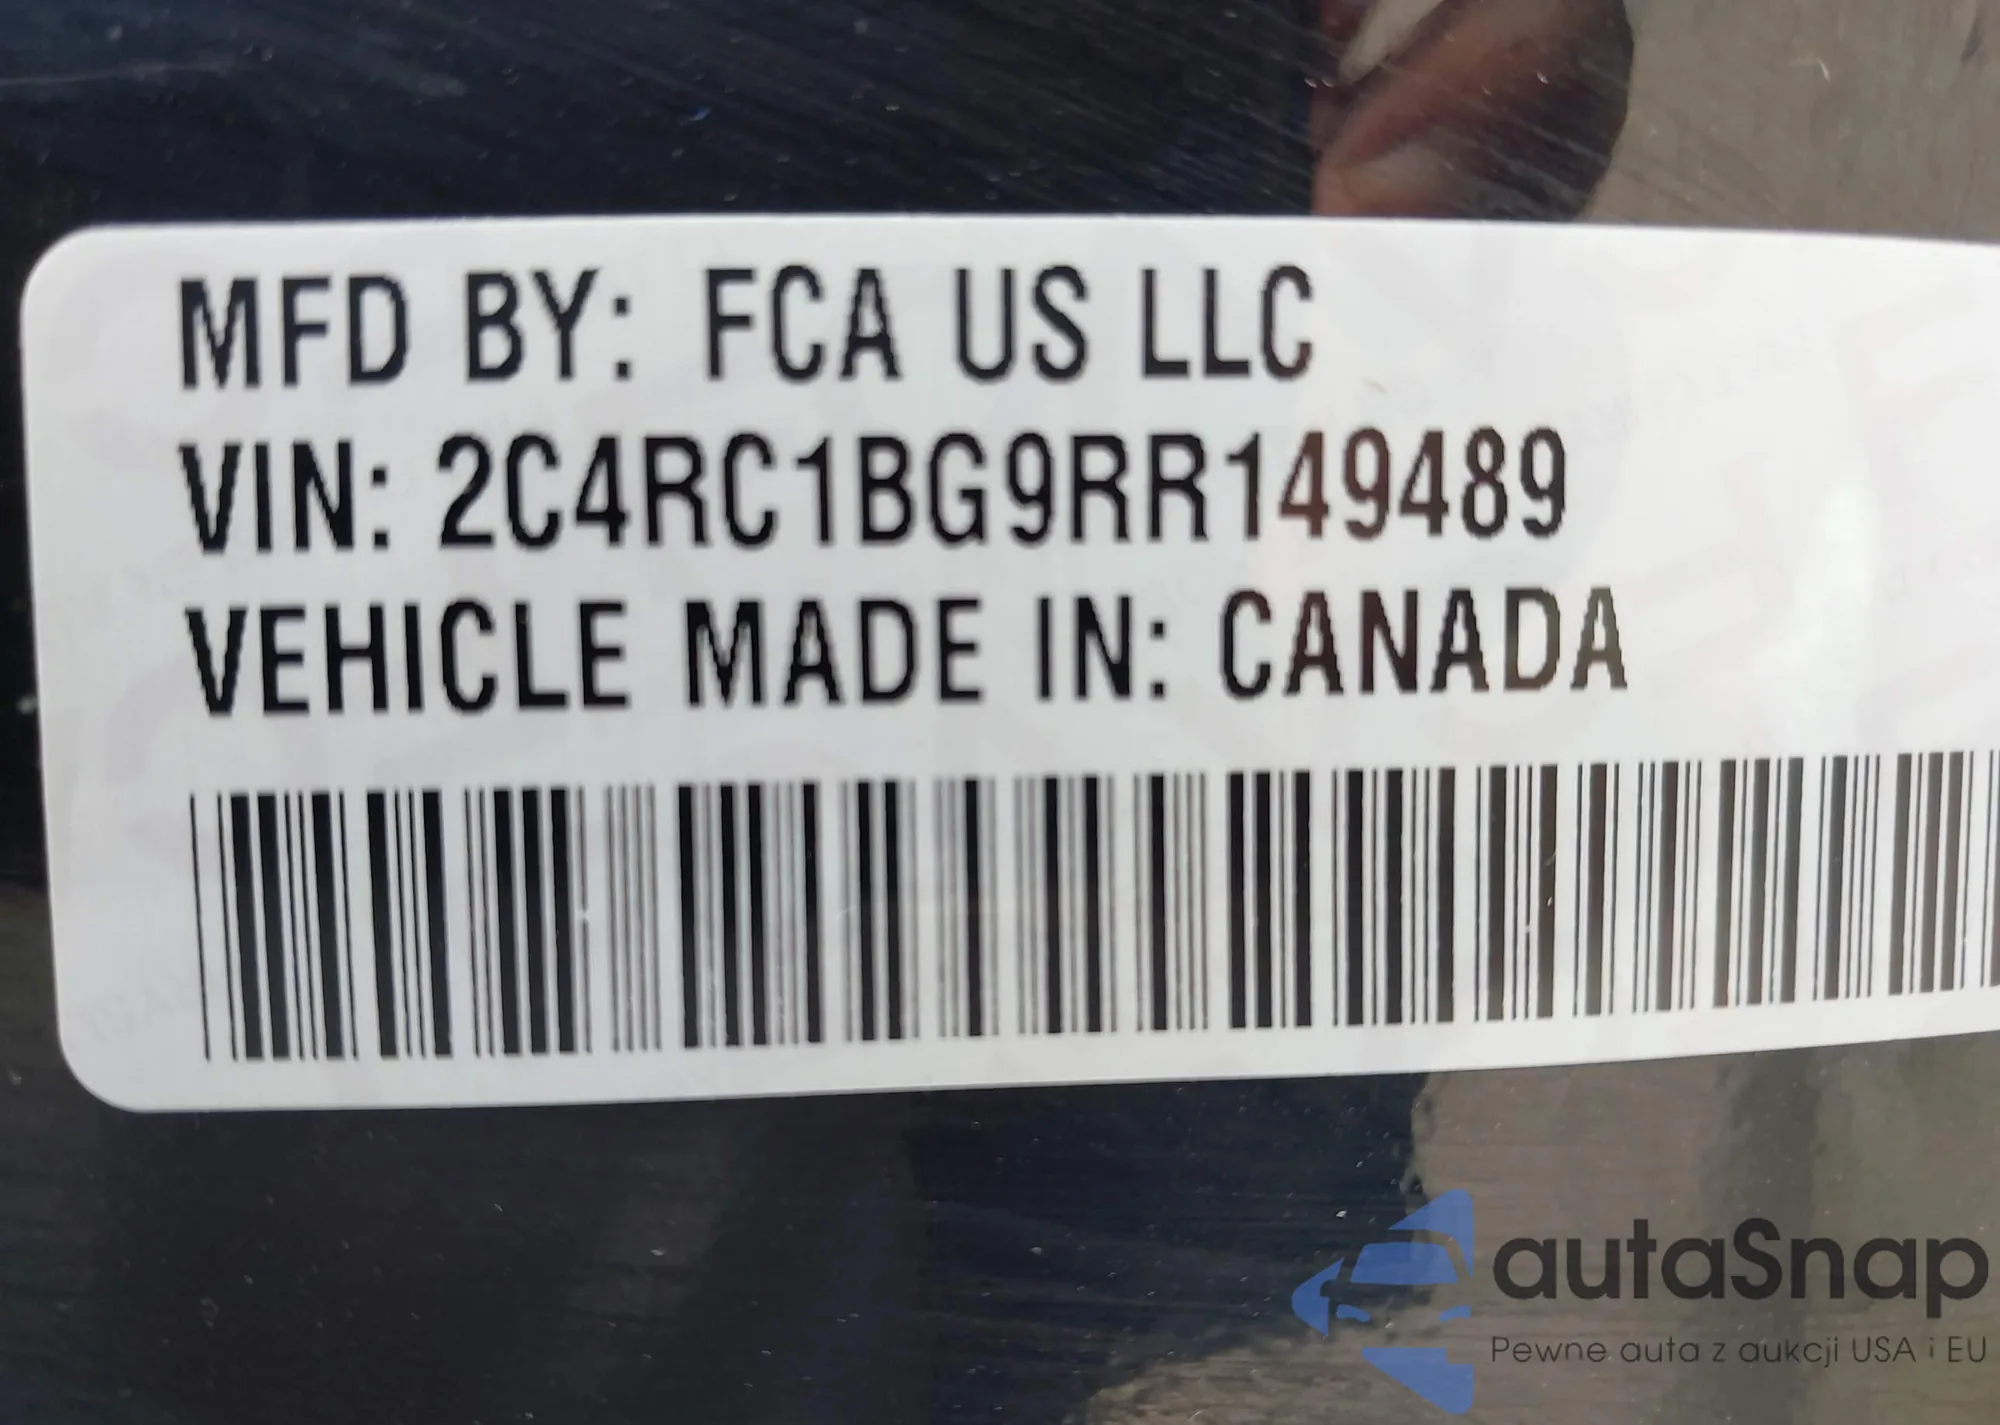 MFD BY: FCA US LLC
VIN: 2C4RC1BG9RR149489
VEHICLE MADE IN: CANADA
autaSnap
Pewne auta z aukcji USA i EU